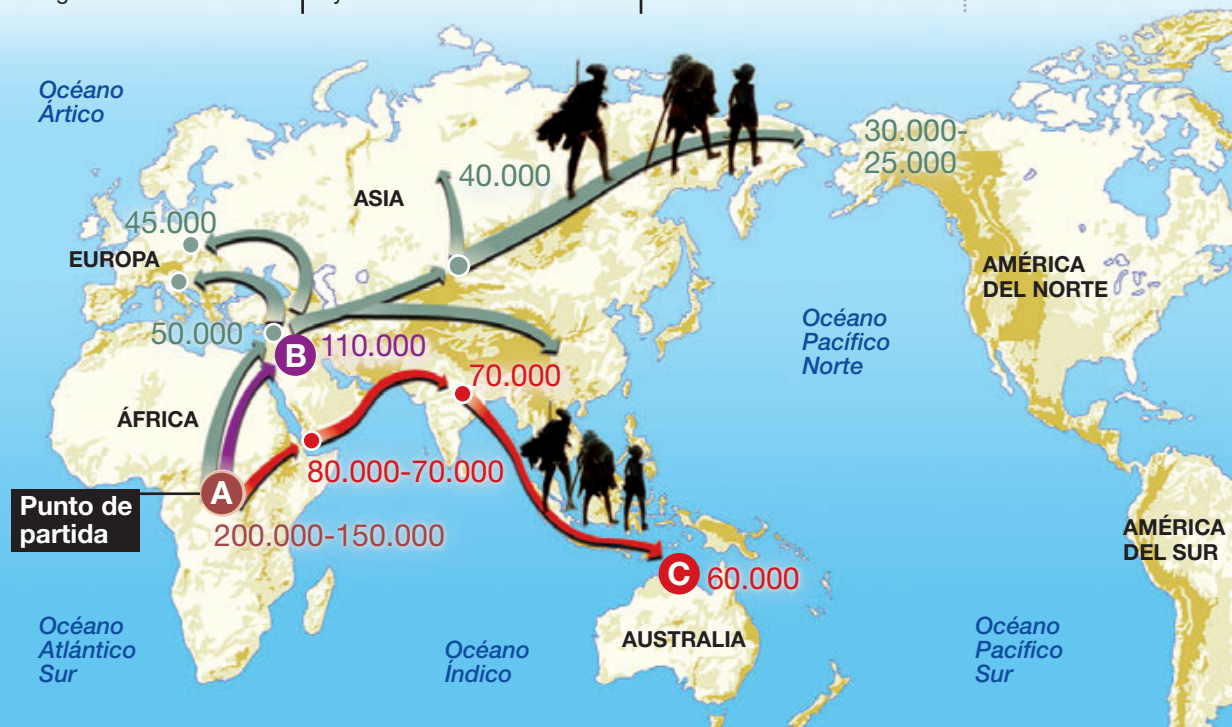 Océano
Ártico
30.000-
25.000
40.000
ASIA
45.000
EUROPA
AMÉRICA
DEL NORTE
Océano
Pacífico
Norte
50.000
B
110.000
70.000
ÁFRICA
80.000-70.000
A
Punto de
partida
200.000-150.000
AMÉRICA
DEL SUR
C
60.000
Océano
Atlántico
Sur
Océano
Índico
AUSTRALIA
Océano
Pacífico
Sur